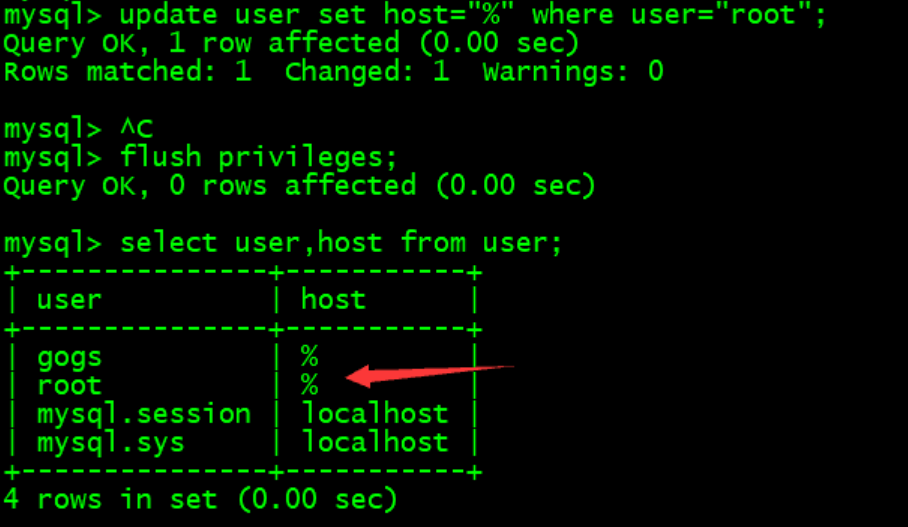 mysql> update user set host="%" where user="root";
Query OK, 1 row affected (0.00 sec)
Rows matched: 1  Changed: 1  Warnings: 0
mysql> ^C
mysql> flush privileges;
Query OK, 0 rows affected (0.00 sec)
mysql> select user,host from user;
+---------------+-----------+
| user          | host      |
+---------------+-----------+
| gogs          | %         |
| root          | %         |
| mysql.session | localhost |
| mysql.sys     | localhost |
+---------------+-----------+
4 rows in set (0.00 sec)